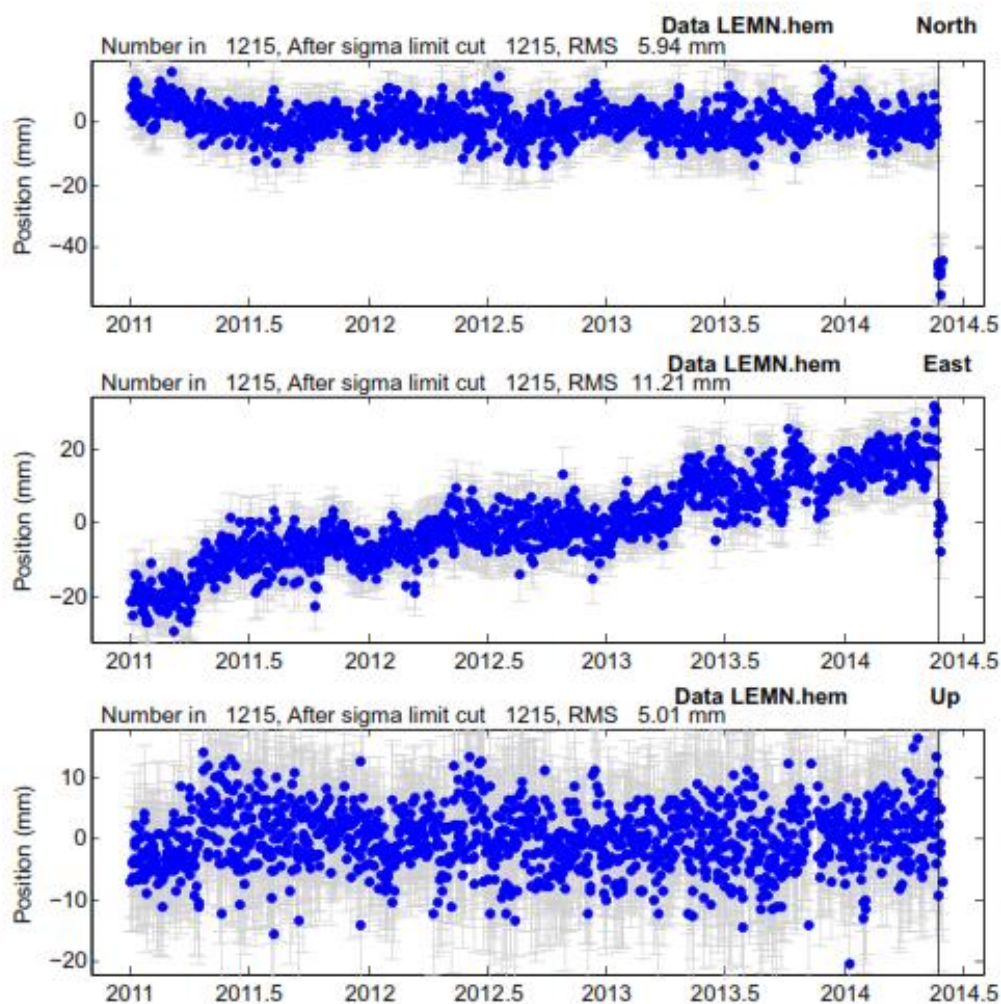 Data LEMN.hem North
Number in 1215, After sigma limit cut 1215, RMS 5.94 mm
Position (mm)
0
−20
−40
2011 2011.5 2012 2012.5 2013 2013.5 2014 2014.5
Data LEMN.hem East
Number in 1215, After sigma limit cut 1215, RMS 11.21 mm
Position (mm)
20
0
−20
2011 2011.5 2012 2012.5 2013 2013.5 2014 2014.5
Data LEMN.hem Up
Number in 1215, After sigma limit cut 1215, RMS 5.01 mm
Position (mm)
10
0
−10
−20
2011 2011.5 2012 2012.5 2013 2013.5 2014 2014.5